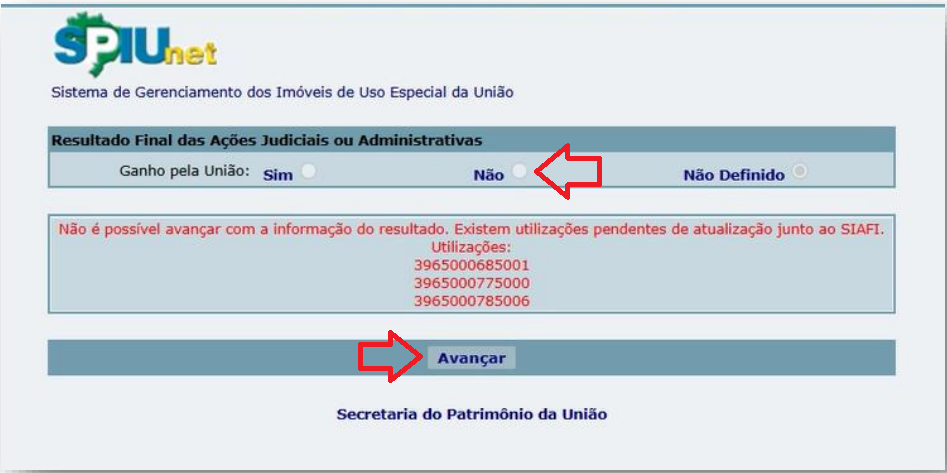 SPIUnet
Sistema de Gerenciamento dos Imóveis de Uso Especial da União
Resultado Final das Ações Judiciais ou Administrativas
Ganho pela União: Sim Não Não Definido
Não é possível avançar com a informação do resultado. Existem utilizações pendentes de atualização junto ao SIAFI.
Utilizações:
3965000685001
3965000775000
3965000785006
Avançar
Secretaria do Patrimônio da União